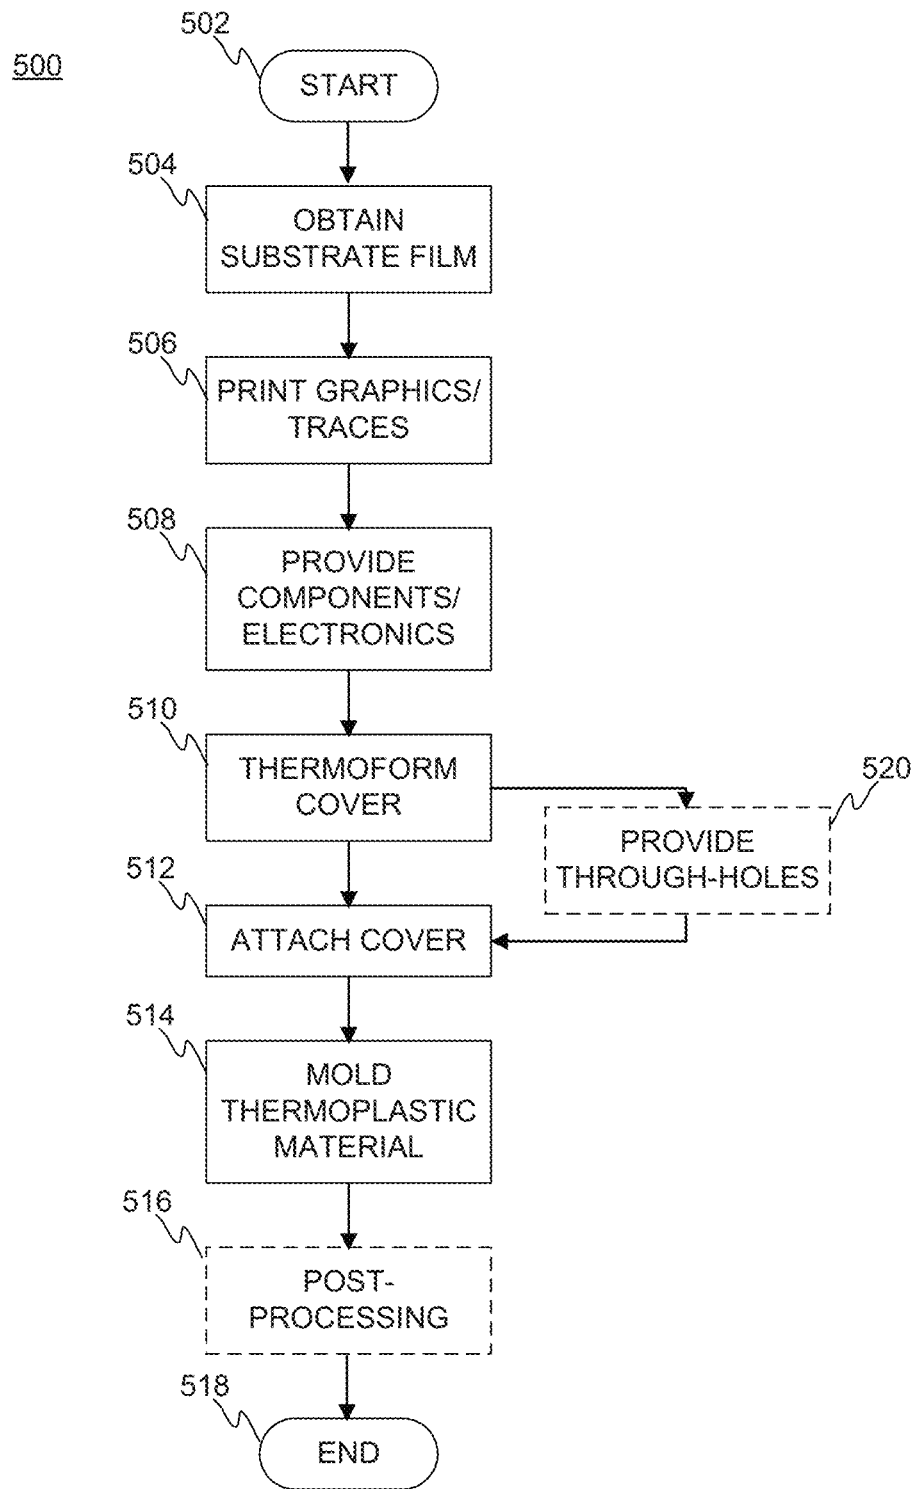 500
502
START
504
OBTAIN
SUBSTRATE FILM
506
PRINT GRAPHICS/
TRACES
508
PROVIDE
COMPONENTS/
ELECTRONICS
510
THERMOFORM
COVER
520
PROVIDE
THROUGH-HOLES
512
ATTACH COVER
514
MOLD
THERMOPLASTIC
MATERIAL
516
POST-
PROCESSING
518
END